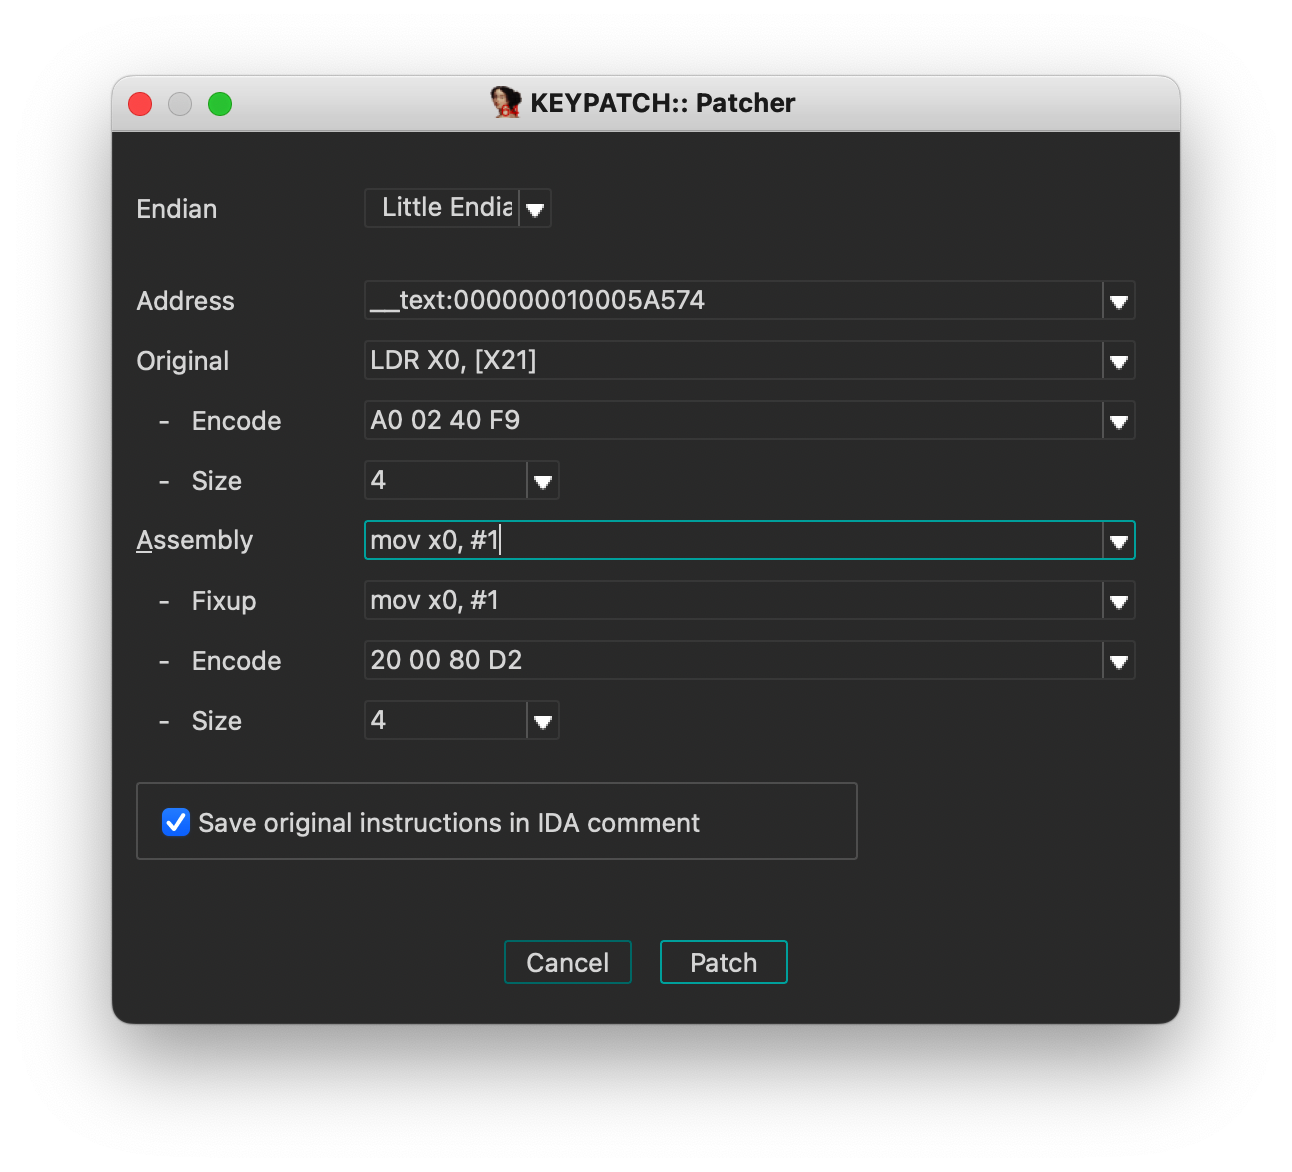 KEYPATCH:: Patcher
Endian Little Endia
Address __text:000000010005A574
Original LDR X0, [X21]
- Encode A0 02 40 F9
- Size 4
Assembly mov x0, #1
- Fixup mov x0, #1
- Encode 20 00 80 D2
- Size 4
Save original instructions in IDA comment
Cancel Patch